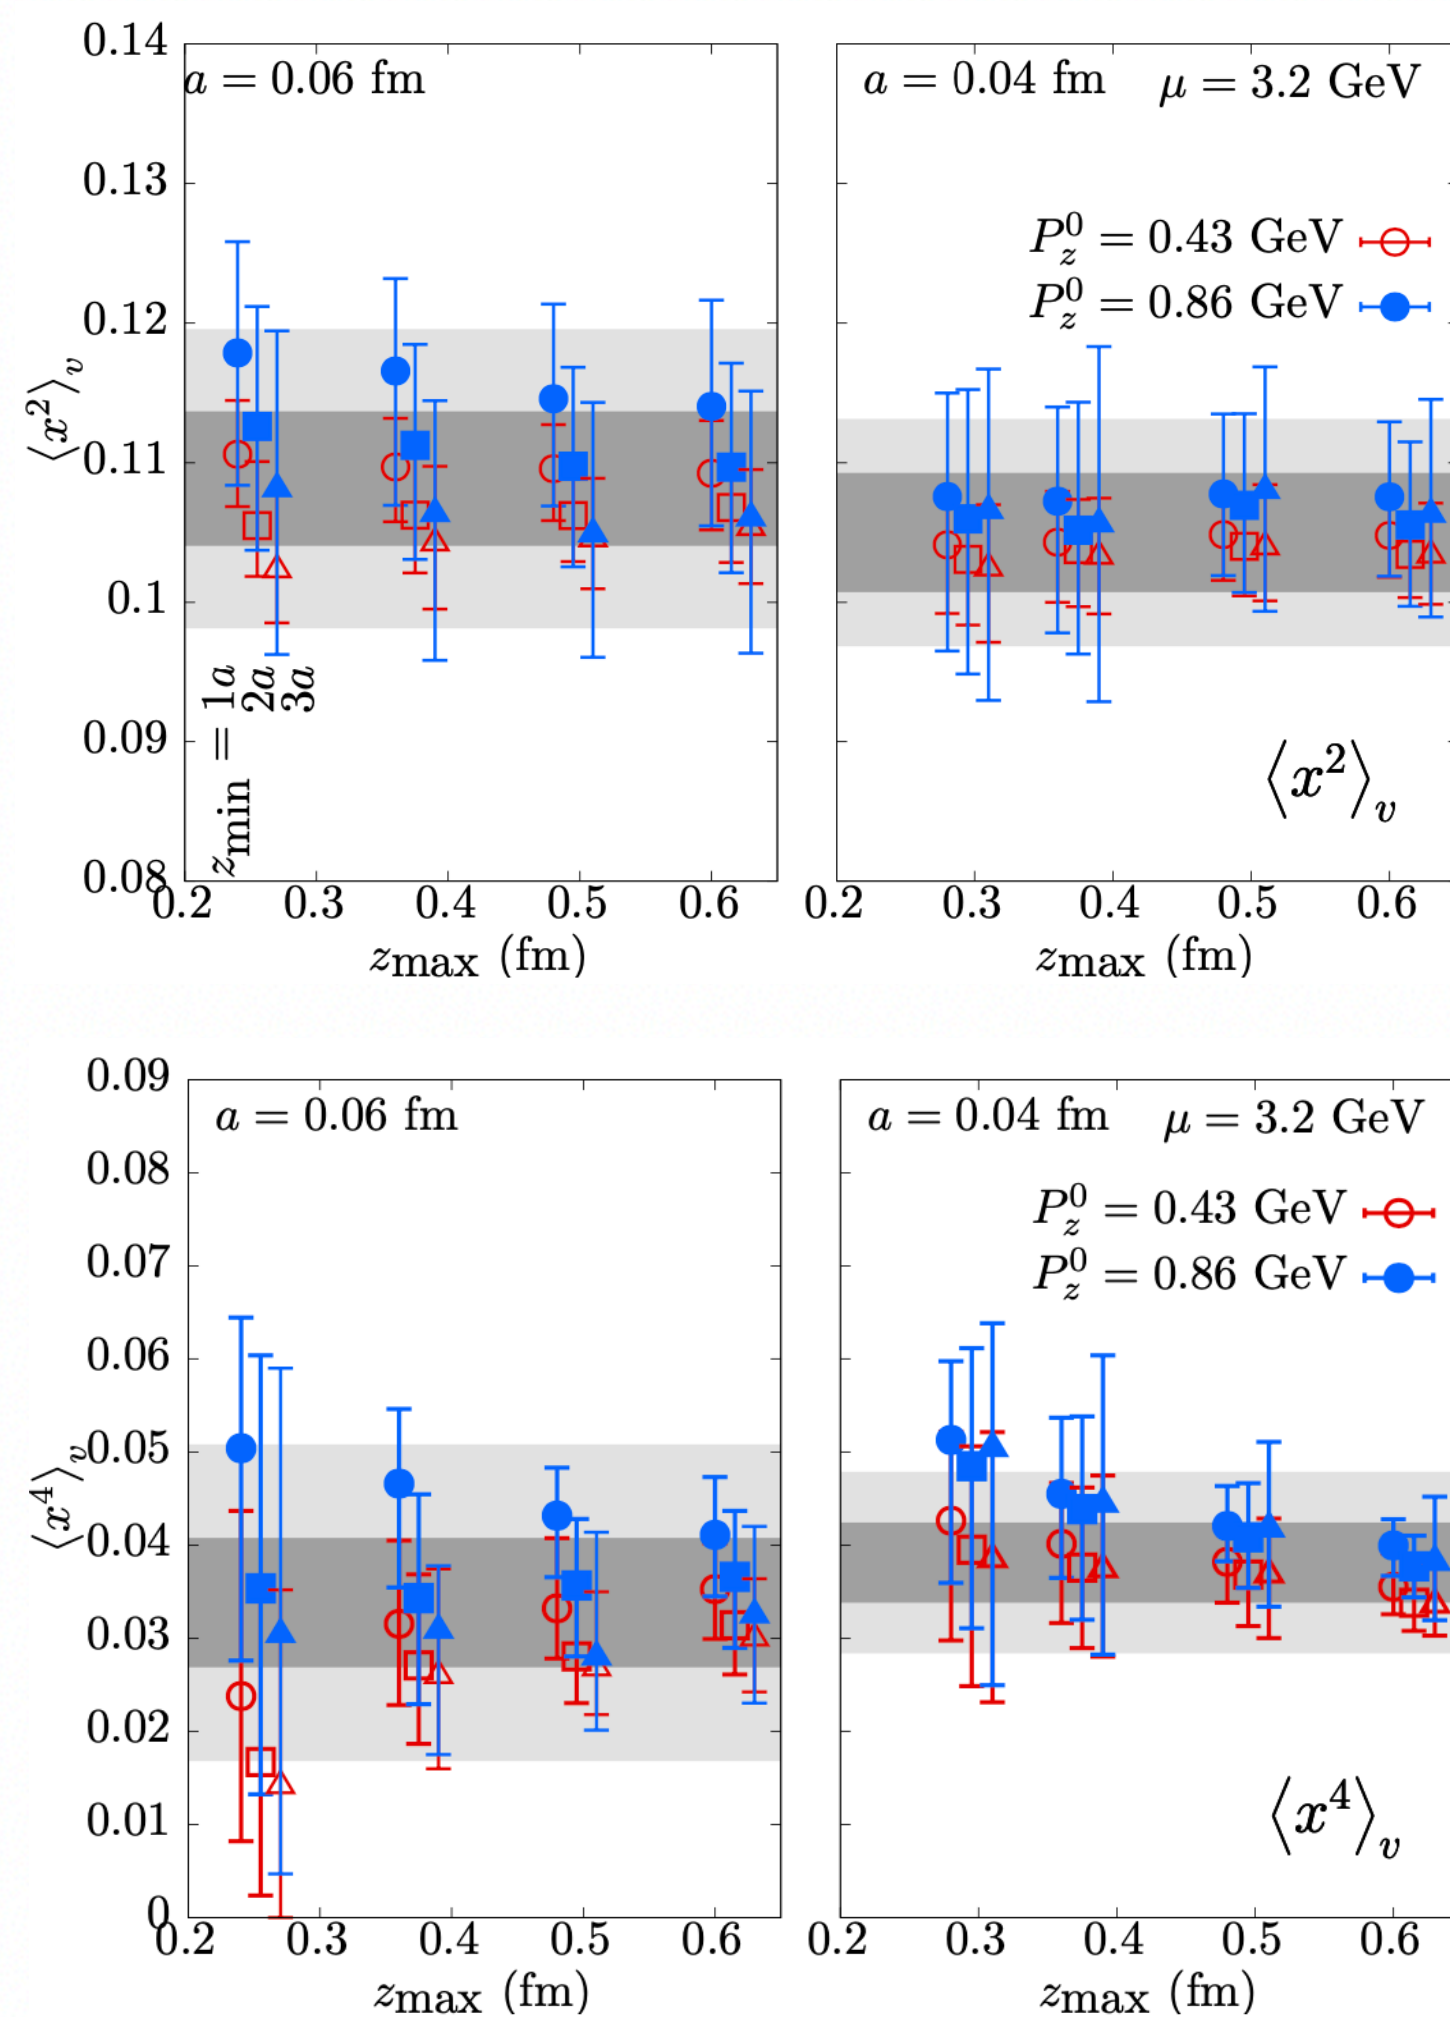 0.14
0.13
0.12
0.11
0.1
0.09
0.08
⟨x²⟩ᵥ
a = 0.06 fm
z_min = 1a
2a
3a
0.2 0.3 0.4 0.5 0.6
z_max (fm)
a = 0.04 fm μ = 3.2 GeV
P_z^0 = 0.43 GeV
P_z^0 = 0.86 GeV
⟨x²⟩ᵥ
0.2 0.3 0.4 0.5 0.6
z_max (fm)
0.09
0.08
0.07
0.06
0.05
0.04
0.03
0.02
0.01
0
⟨x⁴⟩ᵥ
a = 0.06 fm
0.2 0.3 0.4 0.5 0.6
z_max (fm)
a = 0.04 fm μ = 3.2 GeV
P_z^0 = 0.43 GeV
P_z^0 = 0.86 GeV
⟨x⁴⟩ᵥ
0.2 0.3 0.4 0.5 0.6
z_max (fm)